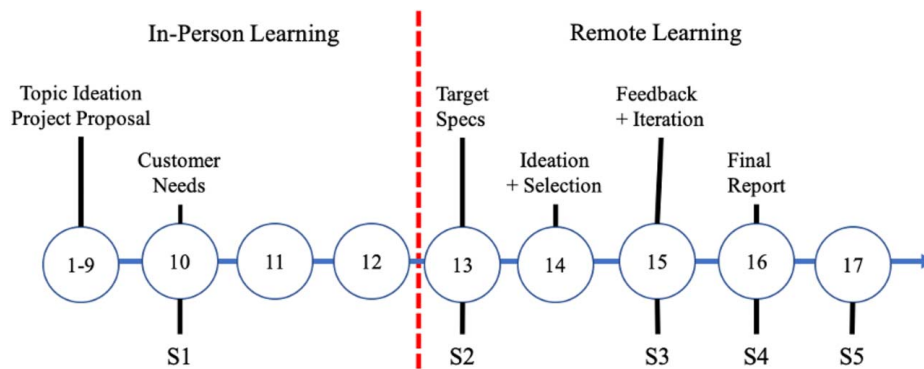 In-Person Learning
Remote Learning
Topic Ideation
Project Proposal
Customer
Needs
Target
Specs
Ideation
+ Selection
Feedback
+ Iteration
Final
Report
1-9
10
11
12
13
14
15
16
17
S1
S2
S3
S4
S5